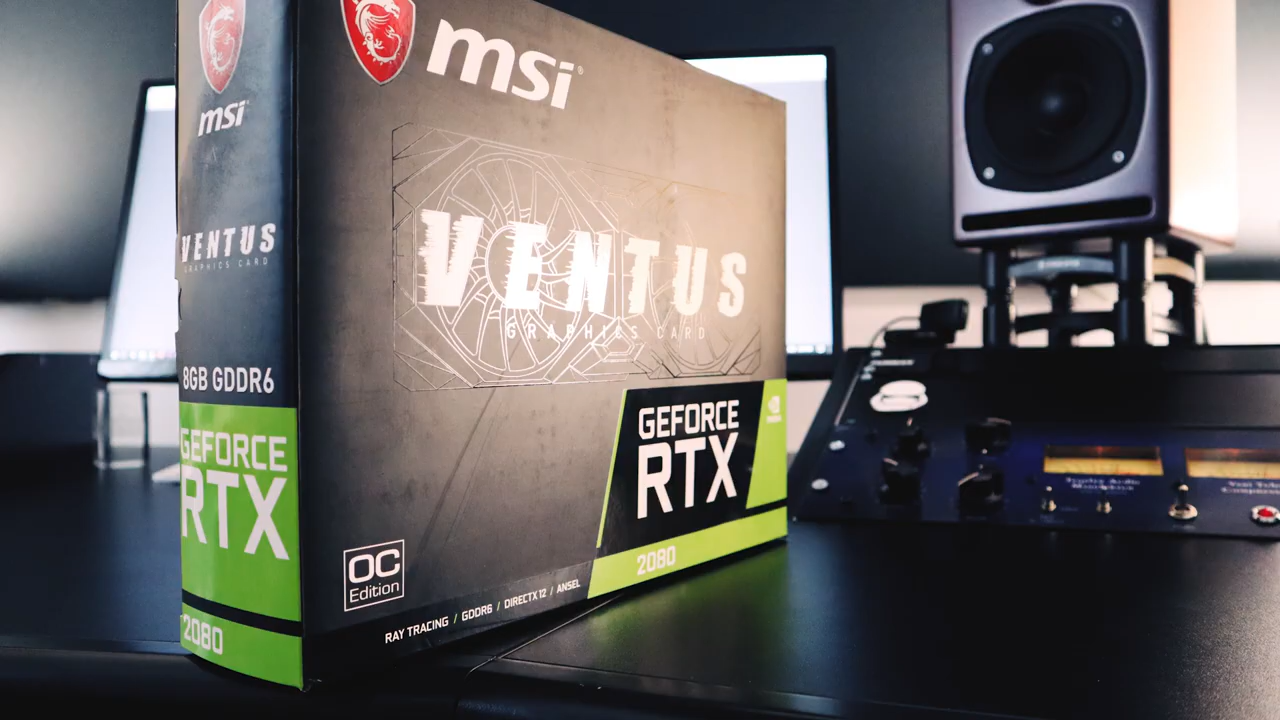 msi
VENTUS
GRAPHICS CARD
8GB GDDR6
GEFORCE
RTX
2080
msi
VENTUS
GRAPHICS CARD
GEFORCE
RTX
2080
OC
Edition
RAY TRACING / GDDR6 / DIRECTX 12 / ANSEL